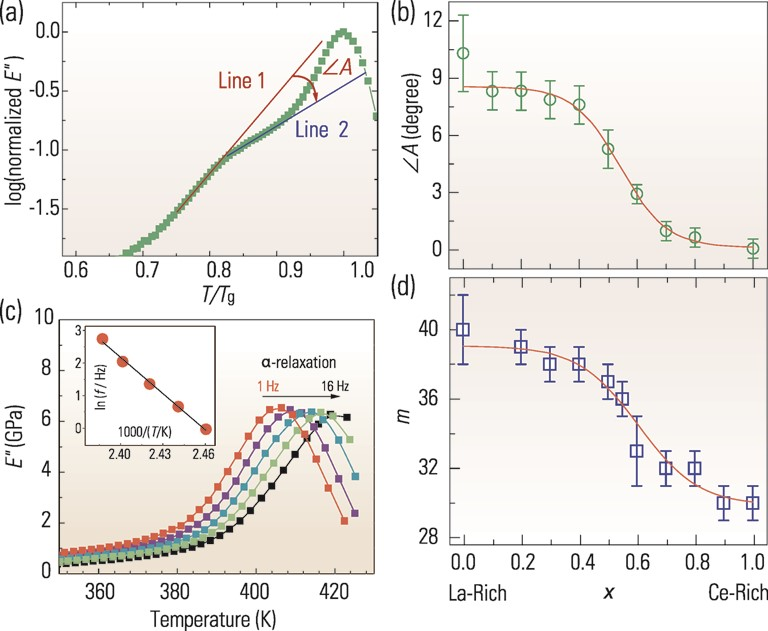 (a)
log(normalized E")
0.0
-0.5
-1.0
-1.5
Line 1
∠A
Line 2
0.6 0.7 0.8 0.9 1.0
T/Tg
(b)
∠A (degree)
12
9
6
3
0
(c)
E" (GPa)
10
8
6
4
2
0
ln (f / Hz)
3
2
1
0
1000/(T/K)
2.40 2.43 2.46
α-relaxation
1 Hz 16 Hz
360 380 400 420
Temperature (K)
(d)
m
40
36
32
28
0.0 0.2 0.4 0.6 0.8 1.0
La-Rich x Ce-Rich